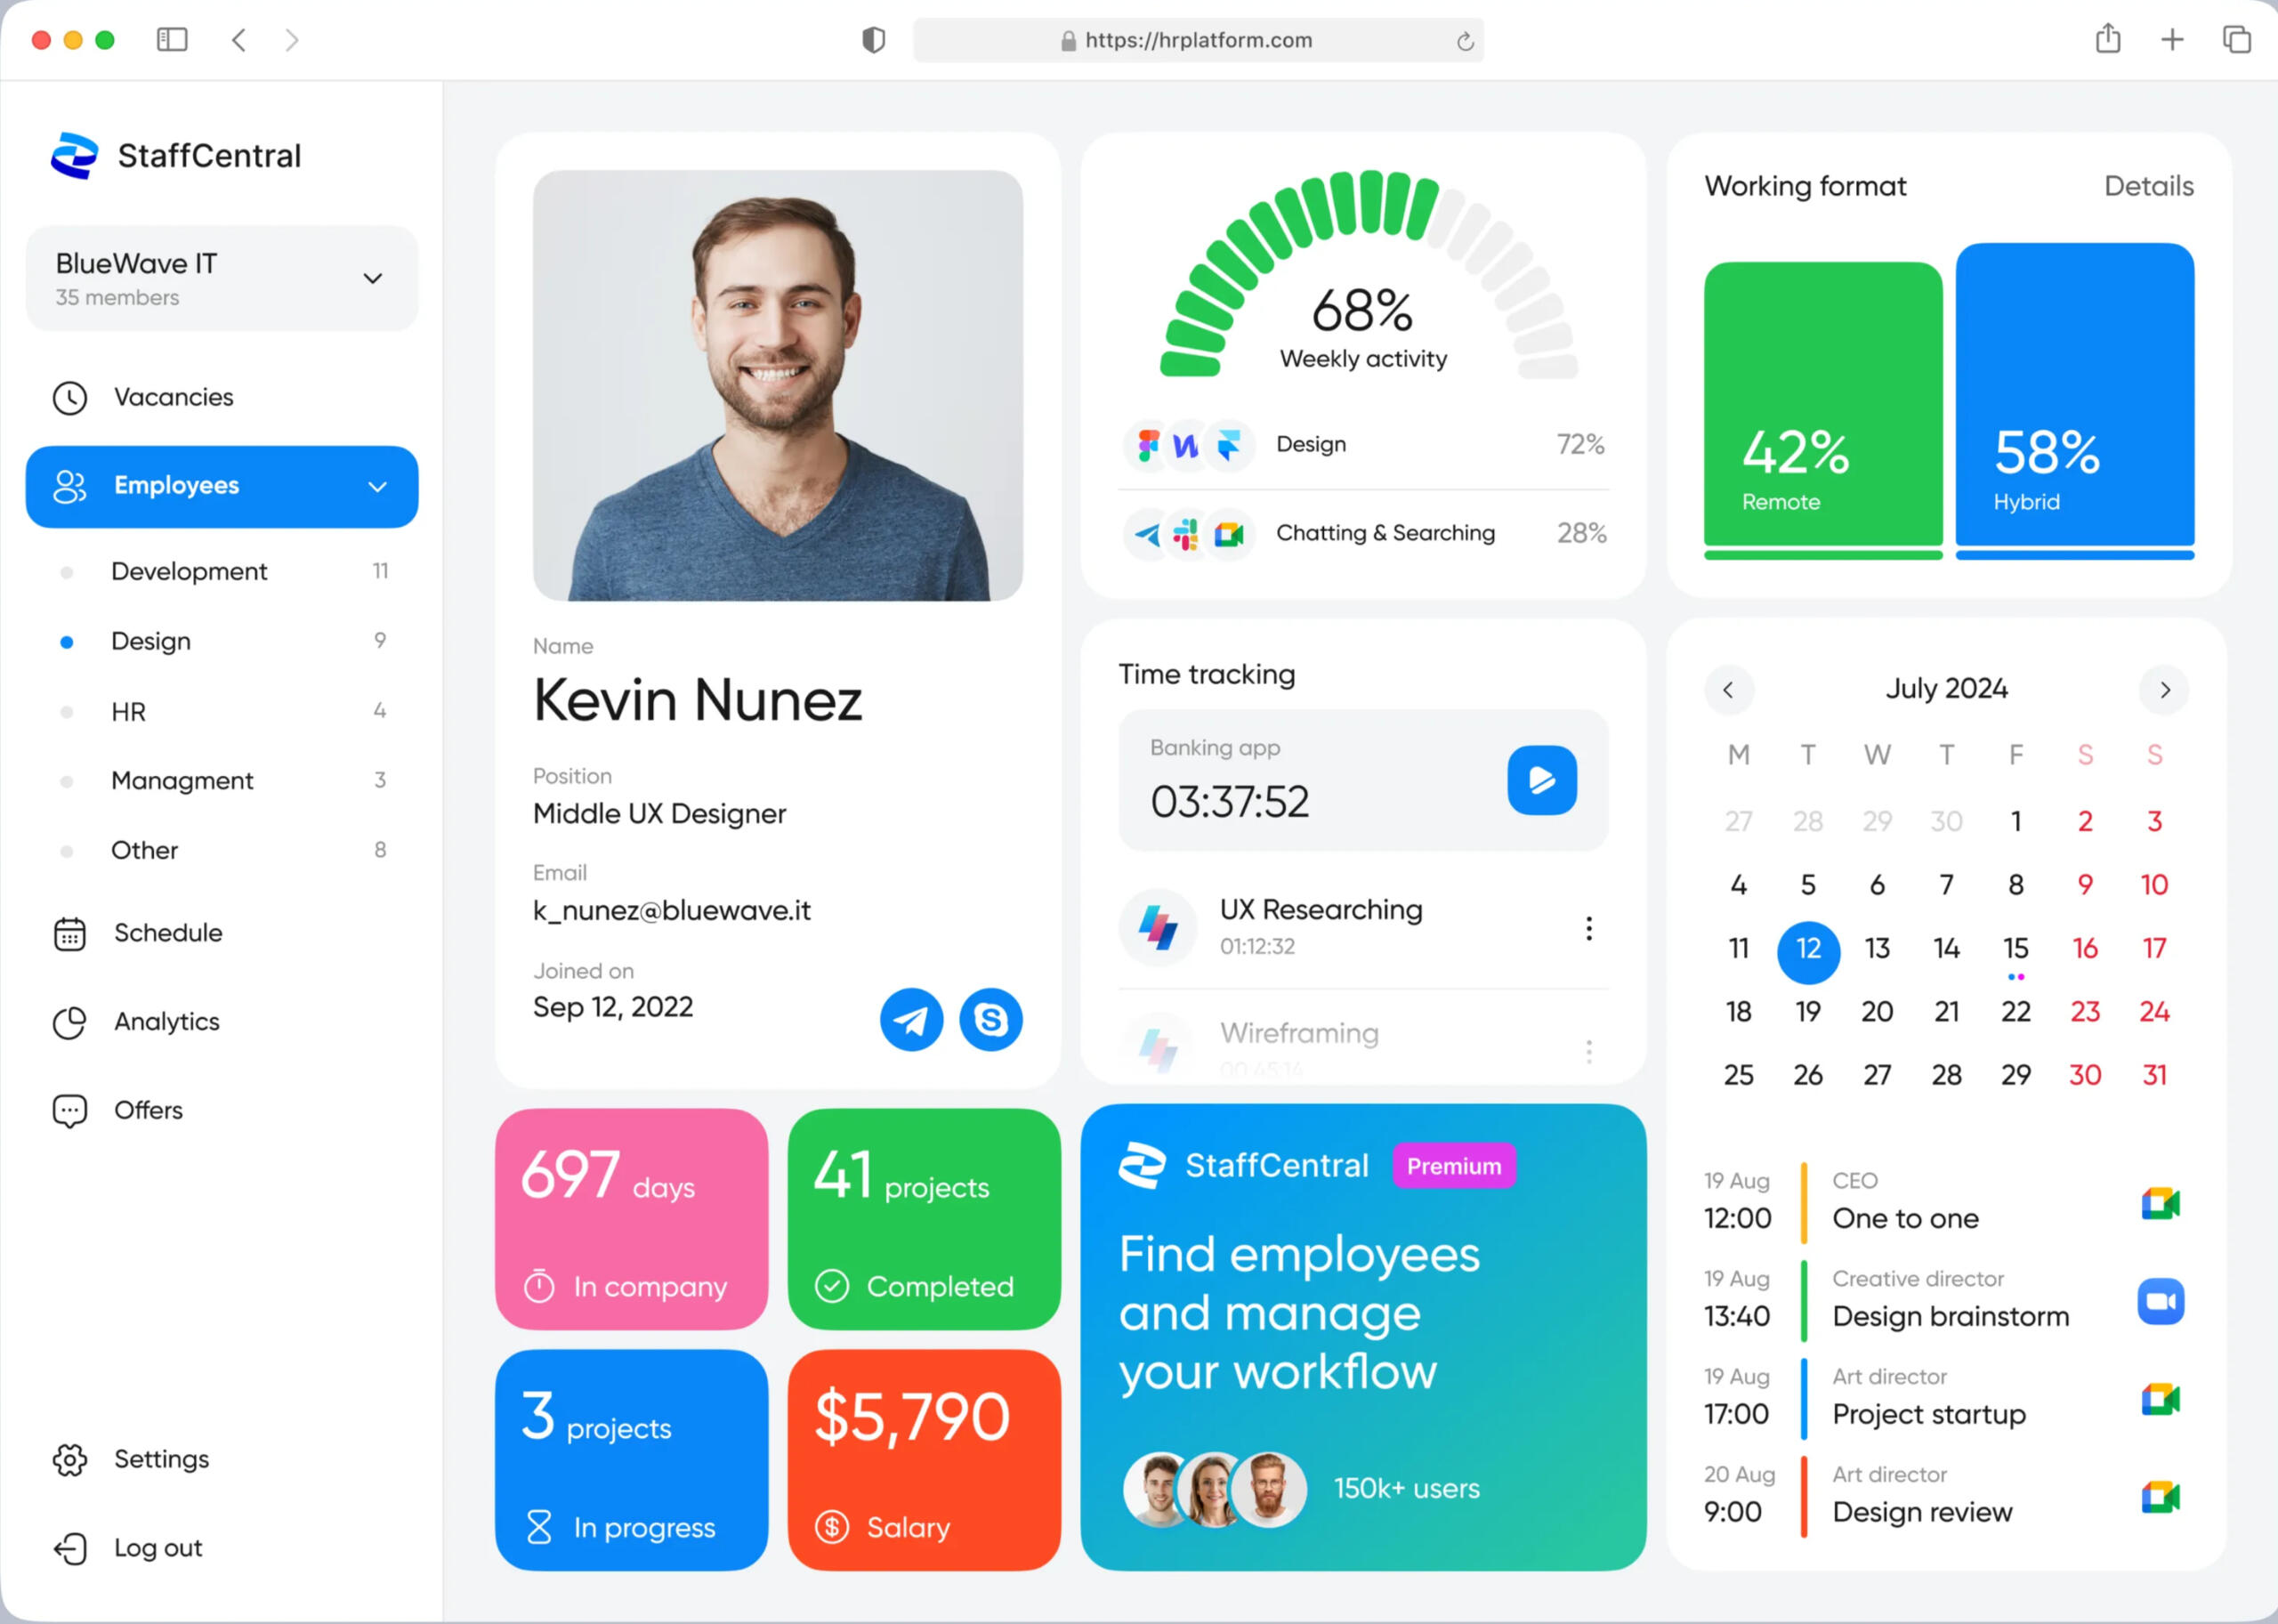 https://hrplatform.com
StaffCentral
BlueWave IT
35 members
Vacancies
Employees
Development 11
Design 9
HR 4
Managment 3
Other 8
Schedule
Analytics
Offers
Settings
Log out
Name
Kevin Nunez
Position
Middle UX Designer
Email
k_nunez@bluewave.it
Joined on
Sep 12, 2022
697 days
In company
41 projects
Completed
3 projects
In progress
$5,790
Salary
68%
Weekly activity
Design 72%
Chatting & Searching 28%
Time tracking
Banking app
03:37:52
UX Researching
01:12:32
Wireframing
00:45:14
StaffCentral Premium
Find employees
and manage
your workflow
150k+ users
Working format Details
42%
Remote
58%
Hybrid
July 2024
M T W T F S S
27 28 29 30 1 2 3
4 5 6 7 8 9 10
11 12 13 14 15 16 17
18 19 20 21 22 23 24
25 26 27 28 29 30 31
19 Aug CEO
12:00 One to one
19 Aug Creative director
13:40 Design brainstorm
19 Aug Art director
17:00 Project startup
20 Aug Art director
9:00 Design review